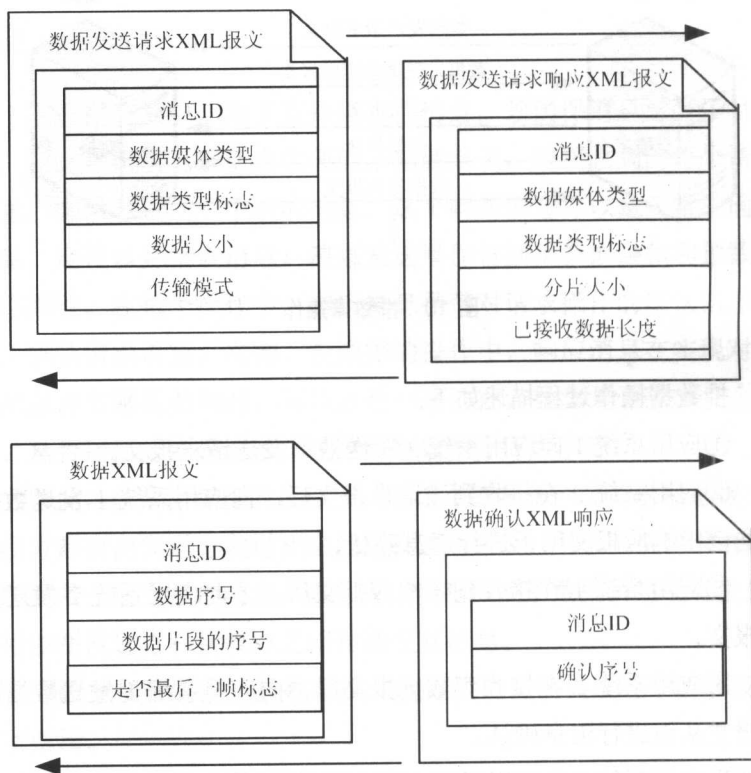 数据发送请求XML报文
消息ID
数据媒体类型
数据类型标志
数据大小
传输模式
数据发送请求响应XML报文
消息ID
数据媒体类型
数据类型标志
分片大小
已接收数据长度
数据XML报文
消息ID
数据序号
数据片段的序号
是否最后一帧标志
数据确认XML响应
消息ID
确认序号